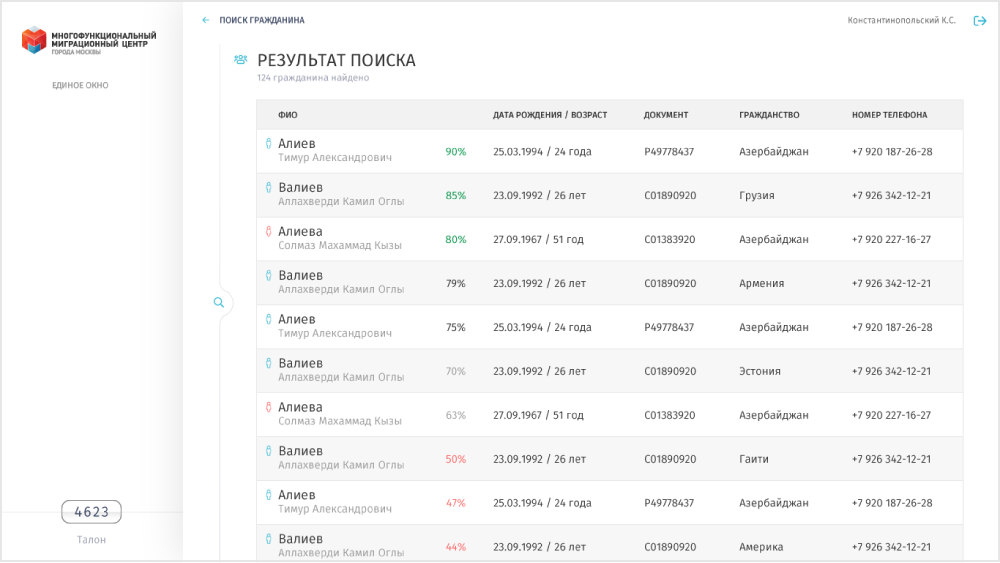 МНОГОФУНКЦИОНАЛЬНЫЙ
МИГРАЦИОННЫЙ ЦЕНТР
ГОРОДА МОСКВЫ
ЕДИНОЕ ОКНО
4623
Талон
ПОИСК ГРАЖДАНИНА
Константинопольский К.С.
РЕЗУЛЬТАТ ПОИСКА
124 гражданина найдено
ФИО ДАТА РОЖДЕНИЯ / ВОЗРАСТ ДОКУМЕНТ ГРАЖДАНСТВО НОМЕР ТЕЛЕФОНА
Алиев
Тимур Александрович
90% 25.03.1994 / 24 года P49778437 Азербайджан +7 920 187-26-28
Валиев
Аллахверди Камил Оглы
85% 23.09.1992 / 26 лет C01890920 Грузия +7 926 342-12-21
Алиева
Солмаз Махаммад Кызы
80% 27.09.1967 / 51 год C01383920 Азербайджан +7 920 227-16-27
Валиев
Аллахверди Камил Оглы
79% 23.09.1992 / 26 лет C01890920 Армения +7 926 342-12-21
Алиев
Тимур Александрович
75% 25.03.1994 / 24 года P49778437 Азербайджан +7 920 187-26-28
Валиев
Аллахверди Камил Оглы
70% 23.09.1992 / 26 лет C01890920 Эстония +7 926 342-12-21
Алиева
Солмаз Махаммад Кызы
63% 27.09.1967 / 51 год C01383920 Азербайджан +7 920 227-16-27
Валиев
Аллахверди Камил Оглы
50% 23.09.1992 / 26 лет C01890920 Гаити +7 926 342-12-21
Алиев
Тимур Александрович
47% 25.03.1994 / 24 года P49778437 Азербайджан +7 920 187-26-28
Валиев
Аллахверди Камил Оглы
44% 23.09.1992 / 26 лет C01890920 Америка +7 926 342-12-21